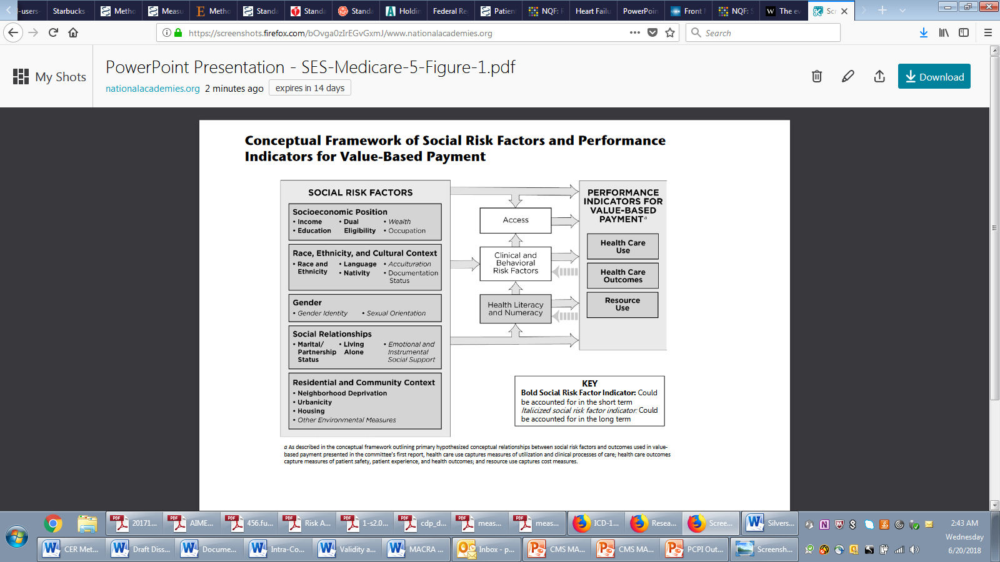 -users-
Starbucks
Metho
Measu
Metho
Standa
Standa
Standa
Holdin
Federal Re
Patien
NQF: F
Heart Failu
PowerPoin
Front
NQF: S
The ev
Scr
https://screenshots.firefox.com/bOvga0zIrEGvGxmJ/www.nationalacademies.org
Search
My Shots
PowerPoint Presentation - SES-Medicare-5-Figure-1.pdf
nationalacademies.org 2 minutes ago expires in 14 days
Download
Conceptual Framework of Social Risk Factors and Performance
Indicators for Value-Based Payment
SOCIAL RISK FACTORS
Socioeconomic Position
• Income • Dual • Wealth
• Education Eligibility • Occupation
Race, Ethnicity, and Cultural Context
• Race and • Language • Acculturation
Ethnicity • Nativity • Documentation
Status
Gender
• Gender Identity • Sexual Orientation
Social Relationships
• Marital/ • Living • Emotional and
Partnership Alone Instrumental
Status Social Support
Residential and Community Context
• Neighborhood Deprivation
• Urbanicity
• Housing
• Other Environmental Measures
Access
Clinical and
Behavioral
Risk Factors
Health Literacy
and Numeracy
PERFORMANCE
INDICATORS FOR
VALUE-BASED
PAYMENTa
Health Care
Use
Health Care
Outcomes
Resource
Use
KEY
Bold Social Risk Factor Indicator: Could
be accounted for in the short term
Italicized social risk factor indicator: Could
be accounted for in the long term
a As described in the conceptual framework outlining primary hypothesized conceptual relationships between social risk factors and outcomes used in value-
based payment presented in the committee's first report, health care use captures measures of utilization and clinical processes of care; health care outcomes
capture measures of patient safety, patient experience, and health outcomes; and resource use captures cost measures.
20171...
AIME...
456.fu...
Risk A...
1-s2.0...
cdp_d...
meas...
meas...
ICD-1...
Resea...
Scree...
Silvers...
2:43 AM
Wednesday
6/20/2018
CER Met...
Draft Diss...
Docume...
Intra-Co...
Validity a...
MACRA ...
Inbox - p...
CMS MA...
CMS MA...
PCPI Out...
Screensh...